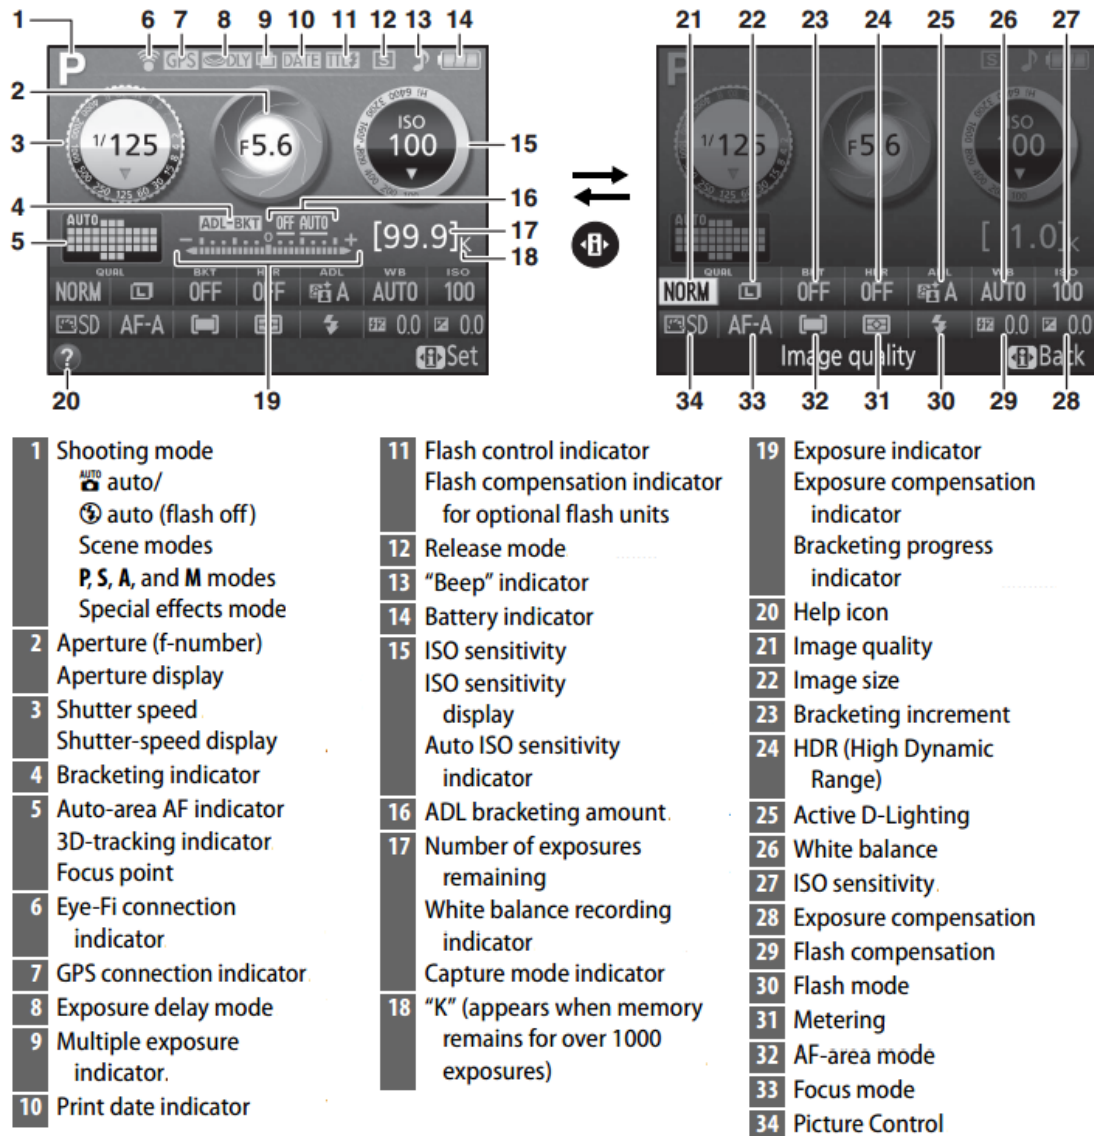 1 6 7 8 9 10 11 12 13 14
21 22 23 24 25 26 27
P GPS DLY DATE TTL S
P S
2
3
1/125 F5.6 ISO 100
1/125 F5.6 ISO 100
15
4
16
ADL-BKT OFF AUTO
5
AUTO
AUTO
[99.9]K
[1.0]K
17
18
QUAL BKT HDR ADL WB ISO
QUAL BKT HDR ADL WB ISO
NORM L OFF OFF A AUTO 100
NORM L OFF OFF A AUTO 100
SD AF-A 0.0 0.0
SD AF-A 0.0 0.0
? i Set
Image quality i Back
20 19
34 33 32 31 30 29 28
1 Shooting mode
AUTO auto/
auto (flash off)
Scene modes
P, S, A, and M modes
Special effects mode
2 Aperture (f-number)
Aperture display
3 Shutter speed
Shutter-speed display
4 Bracketing indicator
5 Auto-area AF indicator
3D-tracking indicator
Focus point
6 Eye-Fi connection
indicator
7 GPS connection indicator
8 Exposure delay mode
9 Multiple exposure
indicator.
10 Print date indicator
11 Flash control indicator
Flash compensation indicator
for optional flash units
12 Release mode
13 “Beep” indicator
14 Battery indicator
15 ISO sensitivity
ISO sensitivity
display
Auto ISO sensitivity
indicator
16 ADL bracketing amount
17 Number of exposures
remaining
White balance recording
indicator
Capture mode indicator
18 “K” (appears when memory
remains for over 1000
exposures)
19 Exposure indicator
Exposure compensation
indicator
Bracketing progress
indicator
20 Help icon
21 Image quality
22 Image size
23 Bracketing increment
24 HDR (High Dynamic
Range)
25 Active D-Lighting
26 White balance
27 ISO sensitivity
28 Exposure compensation
29 Flash compensation
30 Flash mode
31 Metering
32 AF-area mode
33 Focus mode
34 Picture Control